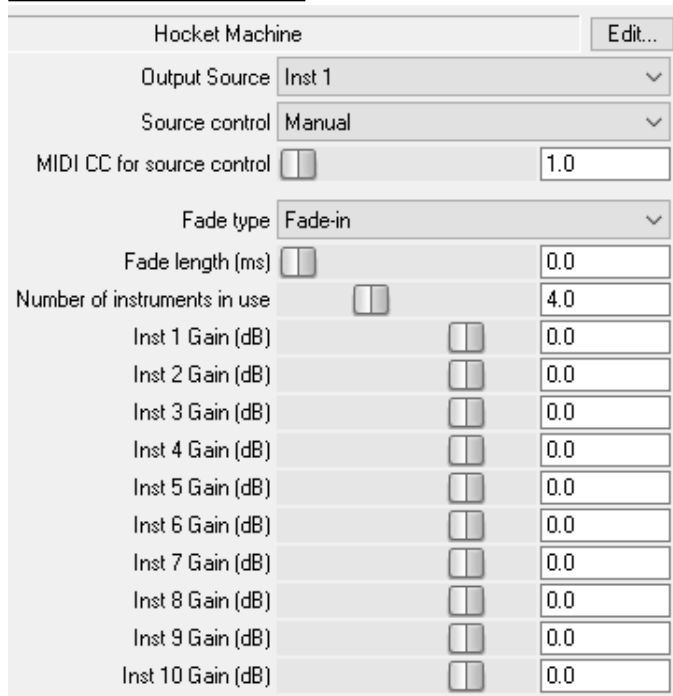 Hocket Machine Edit...
Output Source Inst 1
Source control Manual
MIDI CC for source control 1.0
Fade type Fade-in
Fade length (ms) 0.0
Number of instruments in use 4.0
Inst 1 Gain (dB) 0.0
Inst 2 Gain (dB) 0.0
Inst 3 Gain (dB) 0.0
Inst 4 Gain (dB) 0.0
Inst 5 Gain (dB) 0.0
Inst 6 Gain (dB) 0.0
Inst 7 Gain (dB) 0.0
Inst 8 Gain (dB) 0.0
Inst 9 Gain (dB) 0.0
Inst 10 Gain (dB) 0.0